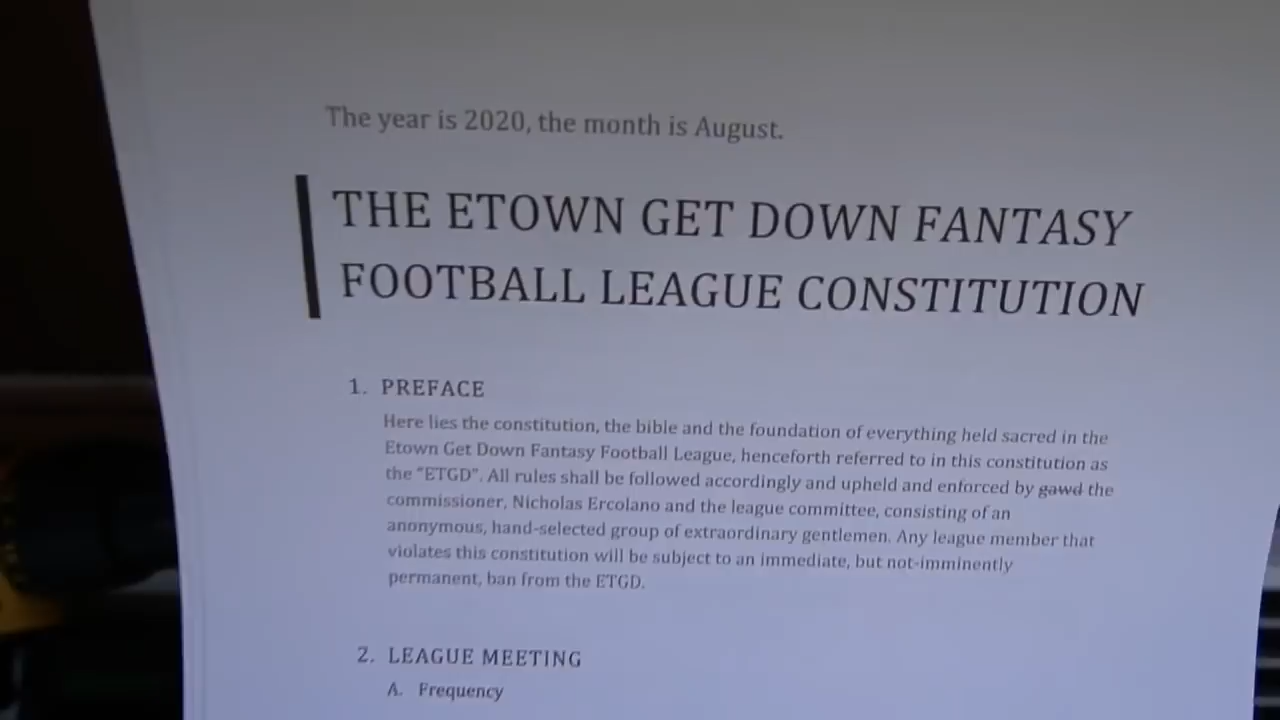 The year is 2020, the month is August.
THE ETOWN GET DOWN FANTASY
FOOTBALL LEAGUE CONSTITUTION
1. PREFACE
Here lies the constitution, the bible and the foundation of everything held sacred in the
Etown Get Down Fantasy Football League, henceforth referred to in this constitution as
the "ETGD". All rules shall be followed accordingly and upheld and enforced by gawd the
commissioner, Nicholas Ercolano and the league committee, consisting of an
anonymous, hand-selected group of extraordinary gentlemen. Any league member that
violates this constitution will be subject to an immediate, but not-imminently
permanent, ban from the ETGD.
2. LEAGUE MEETING
A. Frequency